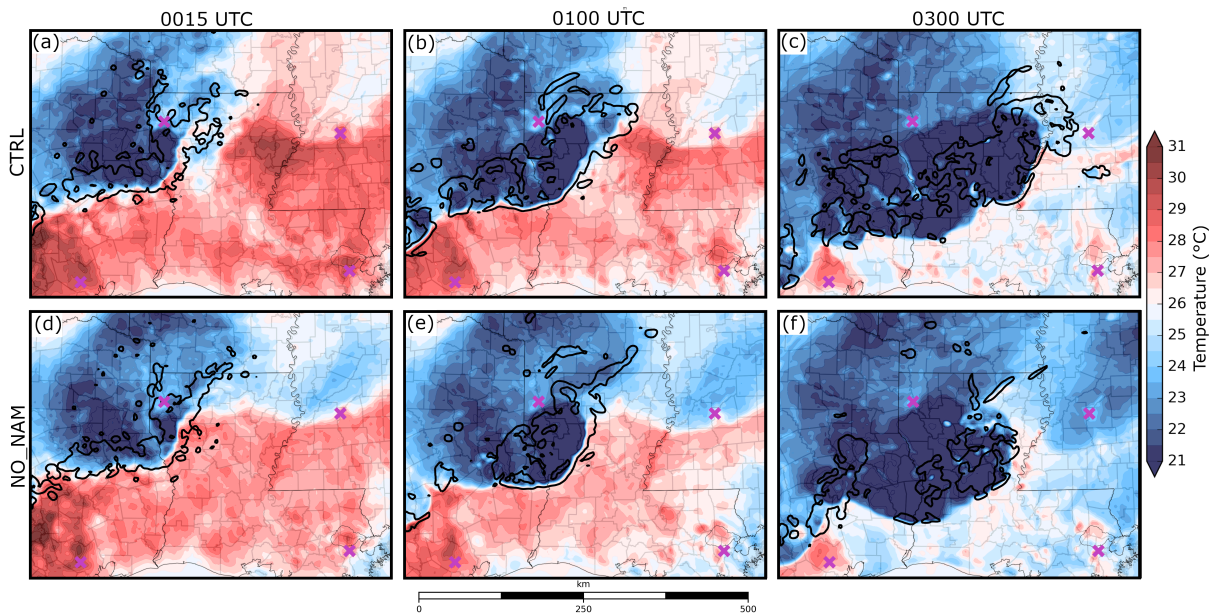 0015 UTC
0100 UTC
0300 UTC
(a)
(b)
(c)
CTRL
(d)
(e)
(f)
NO_NAM
31
30
29
28
27
26
25
24
23
22
21
Temperature (°C)
km
0
250
500